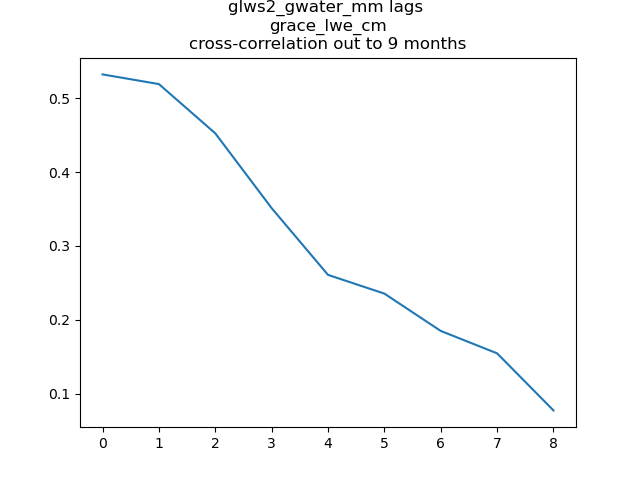 glws2_gwater_mm lags
grace_lwe_cm
cross-correlation out to 9 months
0.5
0.4
0.3
0.2
0.1
0 1 2 3 4 5 6 7 8